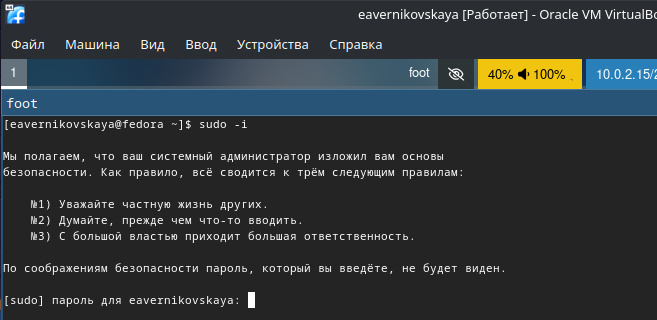 eavernikovskaya [Работает] - Oracle VM VirtualBo
Файл Машина Вид Ввод Устройства Справка
1 foot 40% 100% 10.0.2.15/2
foot
[eavernikovskaya@fedora ~]$ sudo -i
Мы полагаем, что ваш системный администратор изложил вам основы
безопасности. Как правило, всё сводится к трём следующим правилам:
№1) Уважайте частную жизнь других.
№2) Думайте, прежде чем что-то вводить.
№3) С большой властью приходит большая ответственность.
По соображениям безопасности пароль, который вы введёте, не будет виден.
[sudo] пароль для eavernikovskaya: